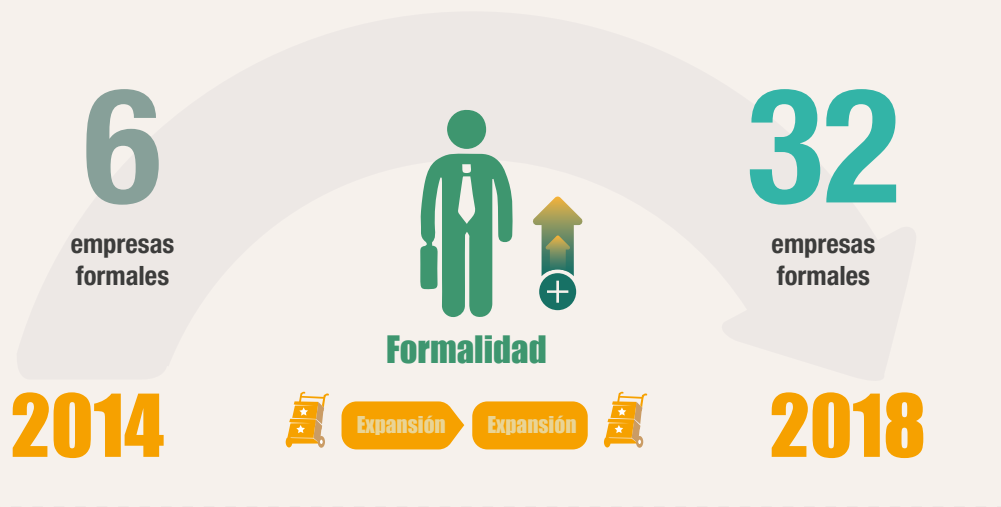 6
empresas
formales
32
empresas
formales
Formalidad
2014
Expansión
Expansión
2018